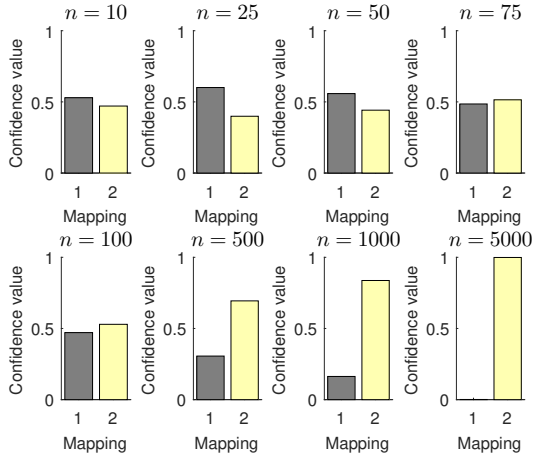 n = 10
n = 25
n = 50
n = 75
Confidence value
1
0.5
0
1 2
Mapping
Confidence value
1
0.5
0
1 2
Mapping
Confidence value
1
0.5
0
1 2
Mapping
Confidence value
1
0.5
0
1 2
Mapping
n = 100
n = 500
n = 1000
n = 5000
Confidence value
1
0.5
0
1 2
Mapping
Confidence value
1
0.5
0
1 2
Mapping
Confidence value
1
0.5
0
1 2
Mapping
Confidence value
1
0.5
0
1 2
Mapping